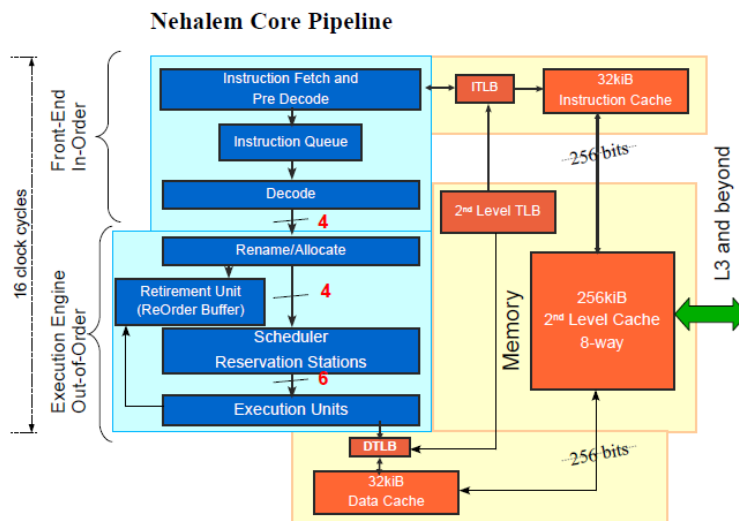 Nehalem Core Pipeline
16 clock cycles
Front-End
In-Order
Instruction Fetch and
Pre Decode
ITLB
32kiB
Instruction Cache
Instruction Queue
256 bits
Decode
4
2nd Level TLB
Execution Engine
Out-of-Order
Rename/Allocate
Retirement Unit
(ReOrder Buffer)
4
Scheduler
Reservation Stations
6
Execution Units
Memory
256kiB
2nd Level Cache
8-way
L3 and beyond
DTLB
32kiB
Data Cache
256 bits